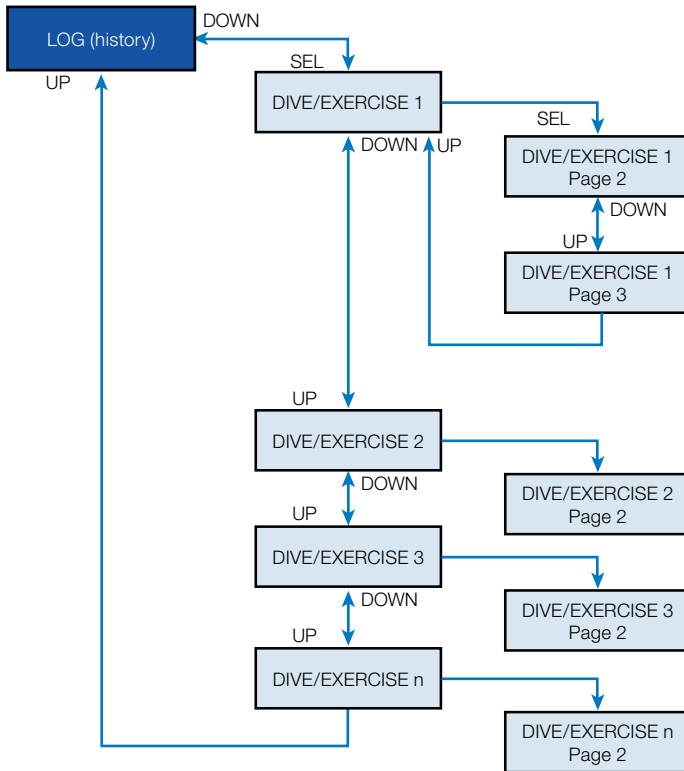 DOWN
LOG (history)
UP
SEL
DIVE/EXERCISE 1
SEL
DOWN
UP
DIVE/EXERCISE 1
Page 2
DOWN
UP
DIVE/EXERCISE 1
Page 3
UP
DIVE/EXERCISE 2
DOWN
DIVE/EXERCISE 2
Page 2
UP
DIVE/EXERCISE 3
DOWN
DIVE/EXERCISE 3
Page 2
UP
DIVE/EXERCISE n
DIVE/EXERCISE n
Page 2